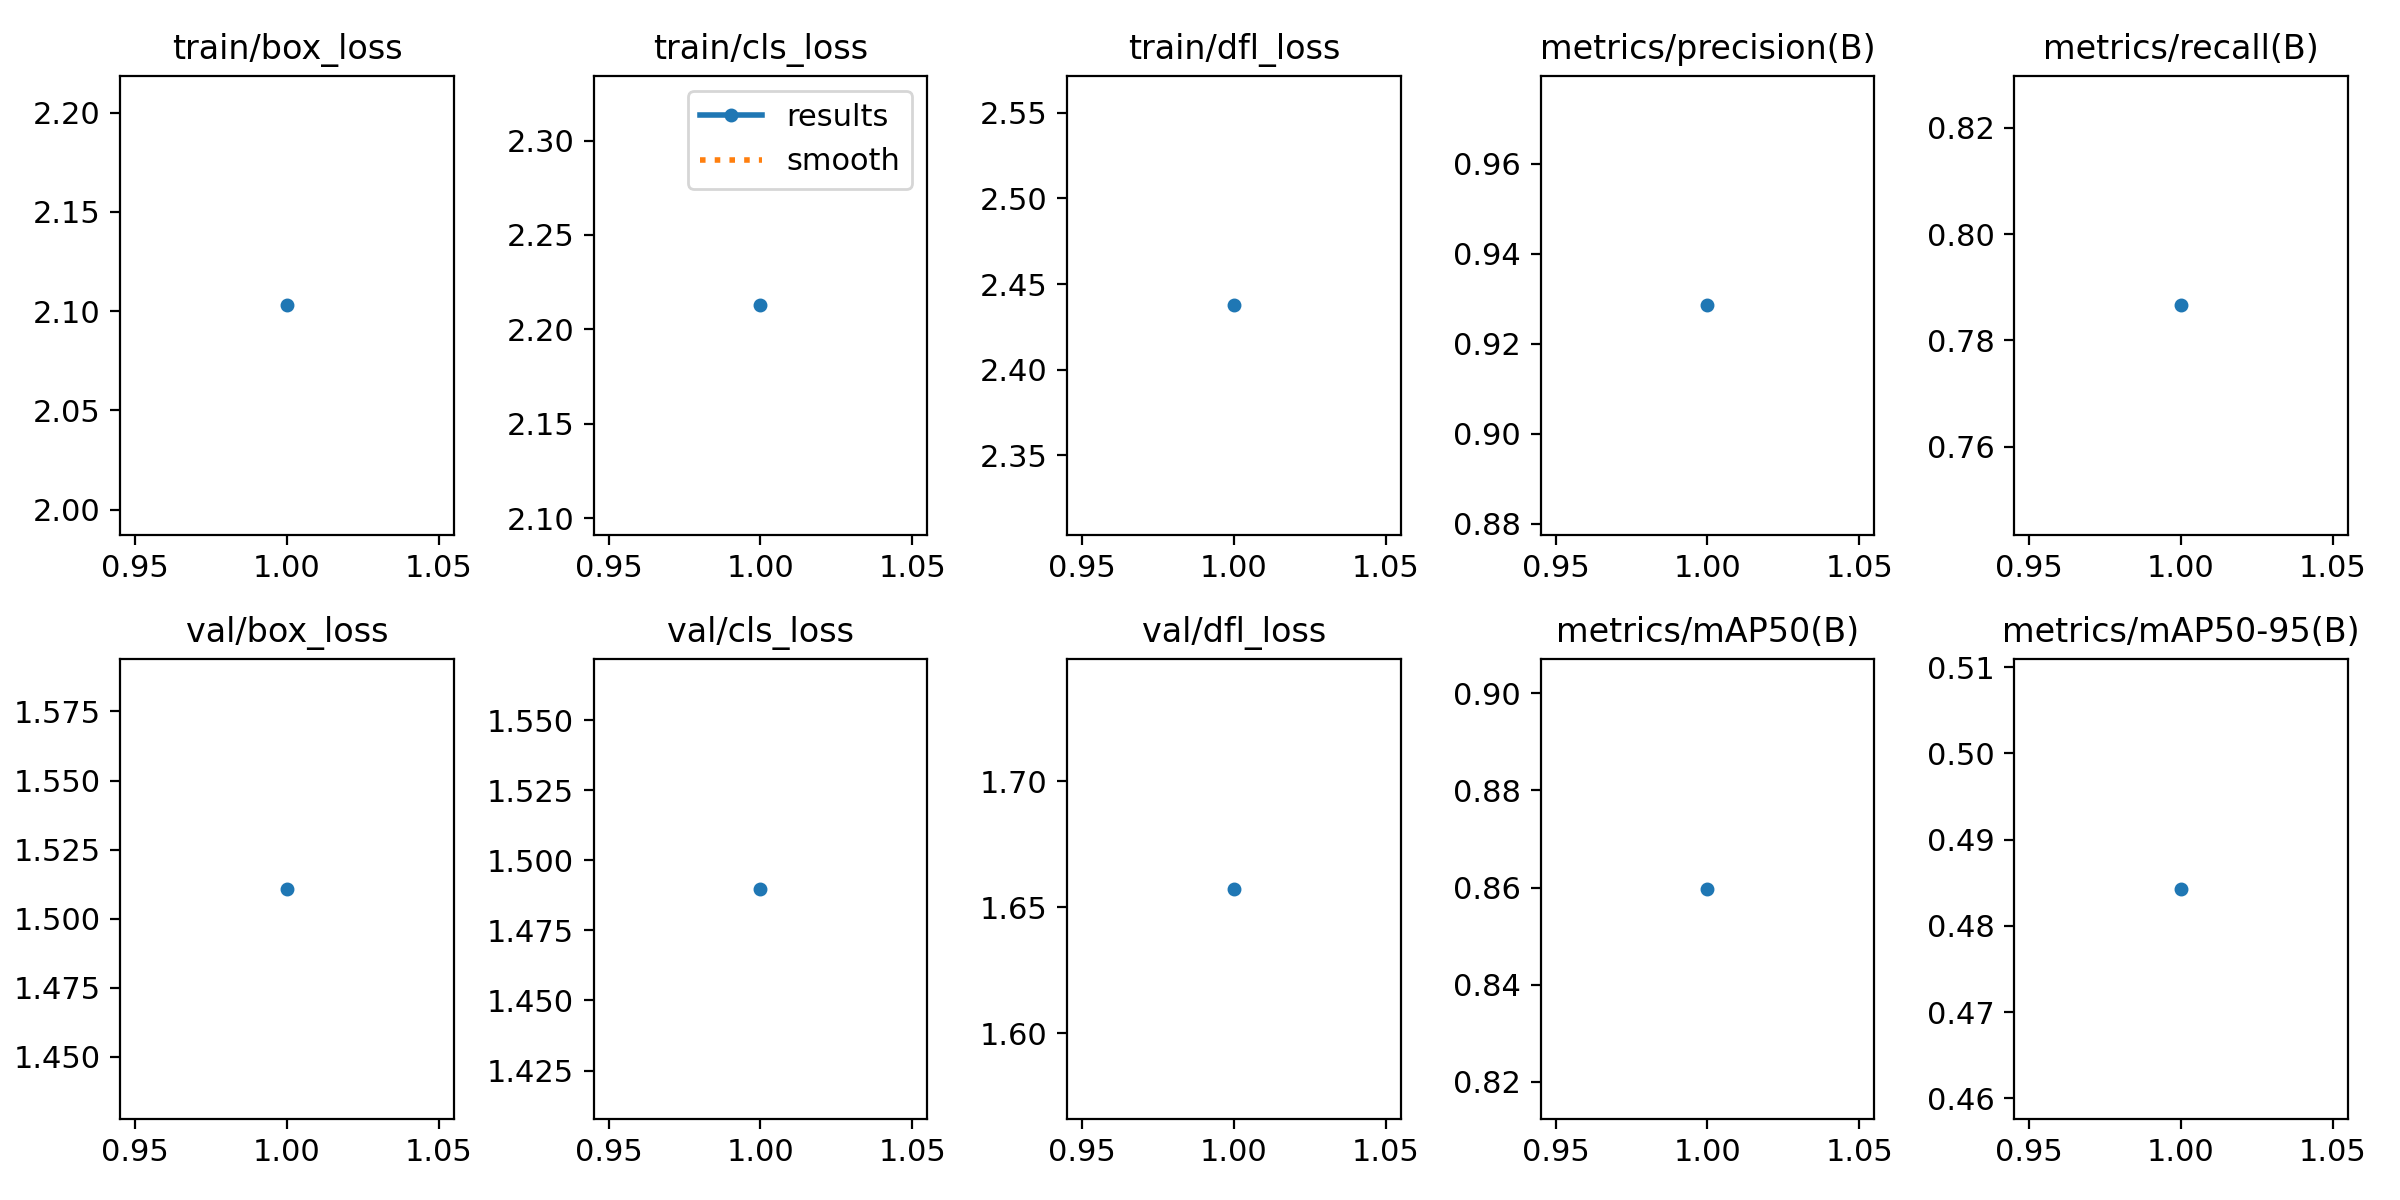 train/box_loss
2.20
2.15
2.10
2.05
2.00
0.95 1.00 1.05
train/cls_loss
results
smooth
2.30
2.25
2.20
2.15
2.10
0.95 1.00 1.05
train/dfl_loss
2.55
2.50
2.45
2.40
2.35
0.95 1.00 1.05
metrics/precision(B)
0.96
0.94
0.92
0.90
0.88
0.95 1.00 1.05
metrics/recall(B)
0.82
0.80
0.78
0.76
0.95 1.00 1.05
val/box_loss
1.575
1.550
1.525
1.500
1.475
1.450
0.95 1.00 1.05
val/cls_loss
1.550
1.525
1.500
1.475
1.450
1.425
0.95 1.00 1.05
val/dfl_loss
1.70
1.65
1.60
0.95 1.00 1.05
metrics/mAP50(B)
0.90
0.88
0.86
0.84
0.82
0.95 1.00 1.05
metrics/mAP50-95(B)
0.51
0.50
0.49
0.48
0.47
0.46
0.95 1.00 1.05